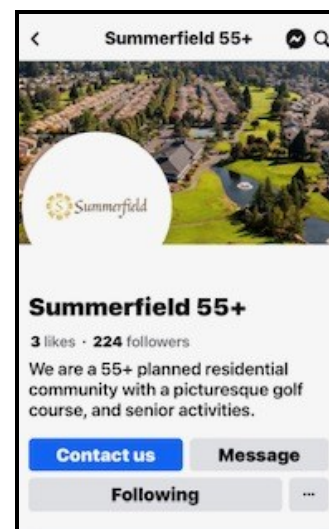 Summerfield 55+
S Summerfield
Summerfield 55+
3 likes · 224 followers
We are a 55+ planned residential
community with a picturesque golf
course, and senior activities.
Contact us
Message
Following
...